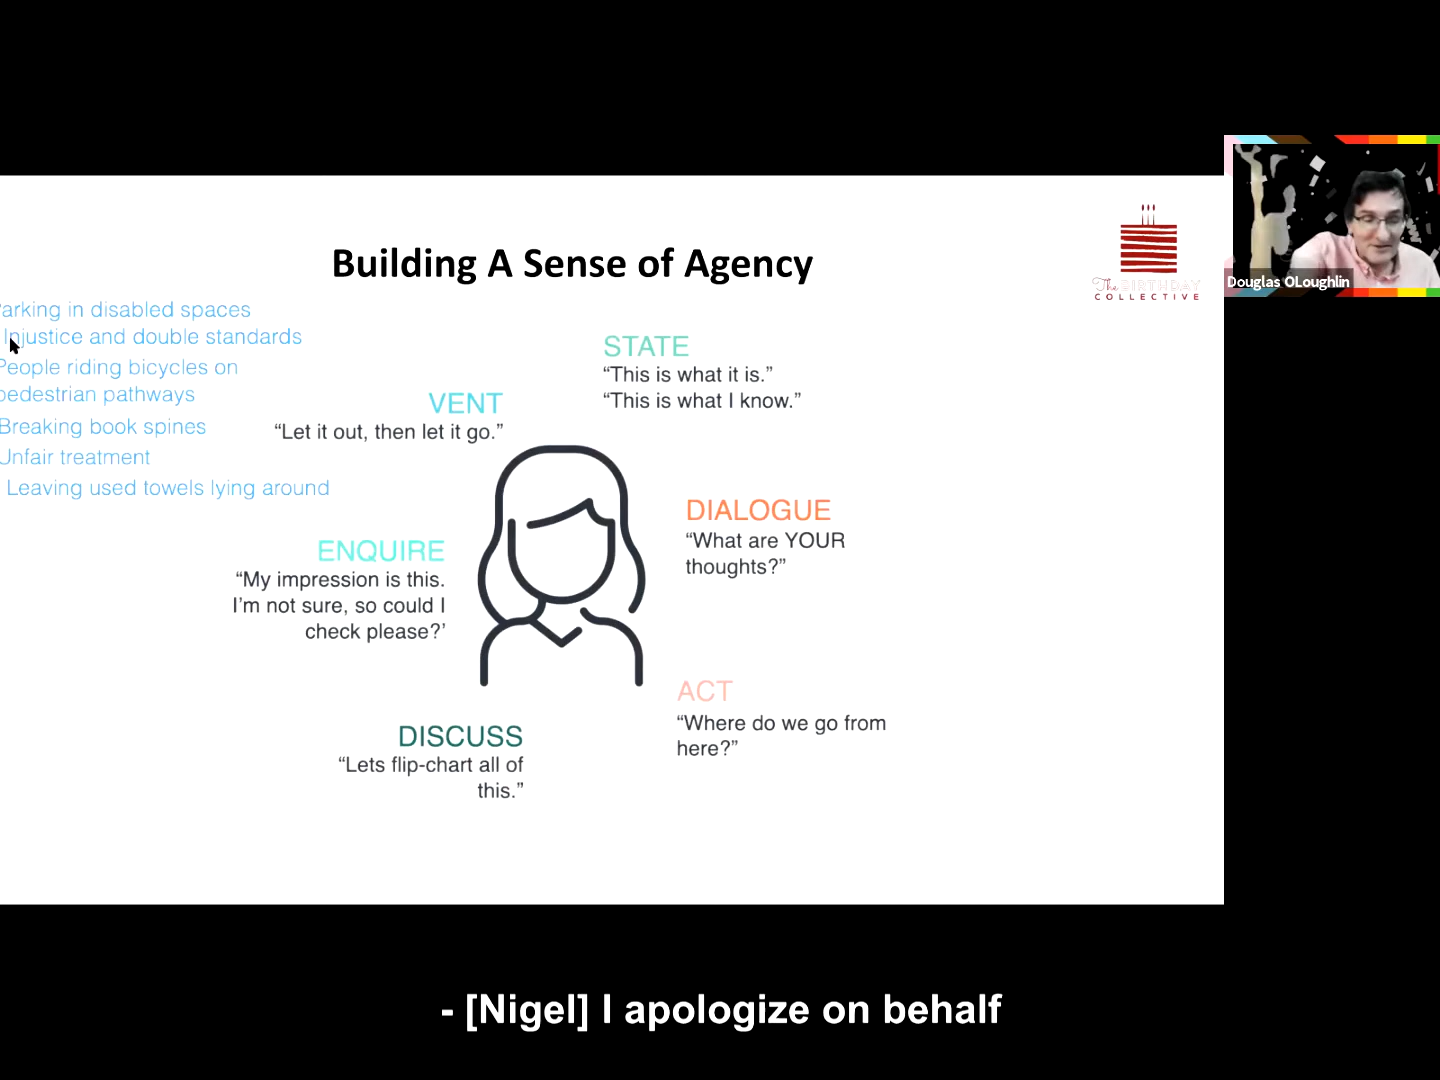 Building A Sense of Agency
The BIRTHDAY
COLLECTIVE
Douglas OLoughlin
arking in disabled spaces
Injustice and double standards
People riding bicycles on
pedestrian pathways
Breaking book spines
Unfair treatment
Leaving used towels lying around
STATE
“This is what it is.”
“This is what I know.”
VENT
“Let it out, then let it go.”
DIALOGUE
“What are YOUR
thoughts?”
ENQUIRE
“My impression is this.
I’m not sure, so could I
check please?’
ACT
“Where do we go from
here?”
DISCUSS
“Lets flip-chart all of
this.”
- [Nigel] I apologize on behalf